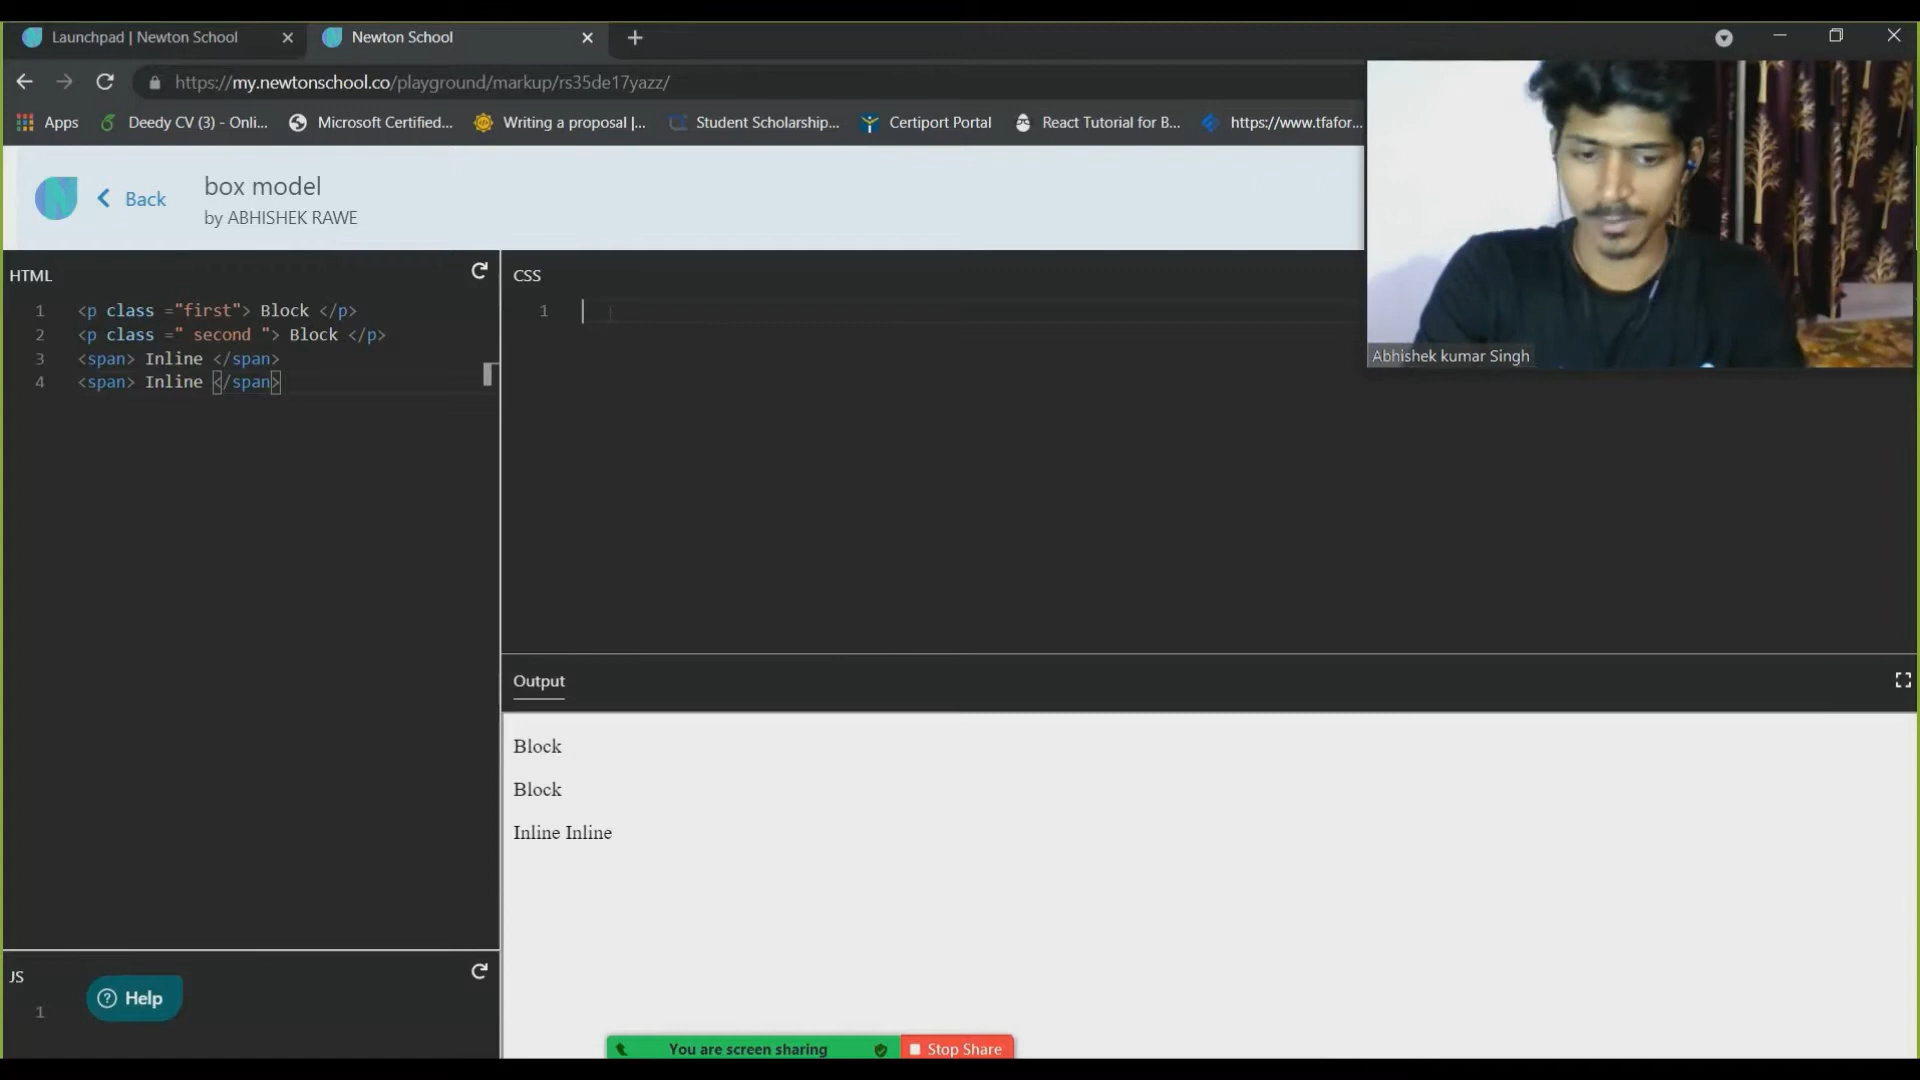 Launchpad | Newton School
Newton School
https://my.newtonschool.co/playground/markup/rs35de17yazz/
Apps
Deedy CV (3) - Onli...
Microsoft Certified...
Writing a proposal |...
Student Scholarship...
Certiport Portal
React Tutorial for B...
https://www.tfafor...
Back
box model
by ABHISHEK RAWE
Abhishek kumar Singh
HTML
1 <p class ="first"> Block </p>
2 <p class =" second "> Block </p>
3 <span> Inline </span>
4 <span> Inline </span>
CSS
1
Output
Block
Block
Inline Inline
JS
1
? Help
You are screen sharing
Stop Share